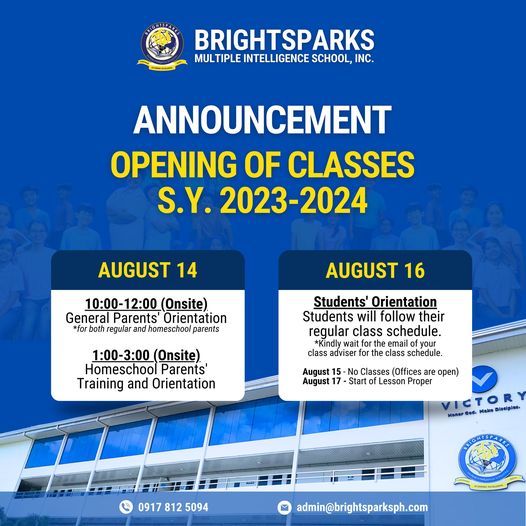 BRIGHTSPARKS
MULTIPLE INTELLIGENCE SCHOOL, INC.
ANNOUNCEMENT
OPENING OF CLASSES
S.Y. 2023-2024
AUGUST 14
10:00-12:00 (Onsite)
General Parents' Orientation
*for both regular and homeschool parents
1:00-3:00 (Onsite)
Homeschool Parents'
Training and Orientation
AUGUST 16
Students' Orientation
Students will follow their
regular class schedule.
*Kindly wait for the email of your
class adviser for the class schedule.
August 15 - No Classes (Offices are open)
August 17 - Start of Lesson Proper
VICTORY
Honor God. Make Disciples.
BRIGHTSPARKS
0917 812 5094
admin@brightsparksph.com